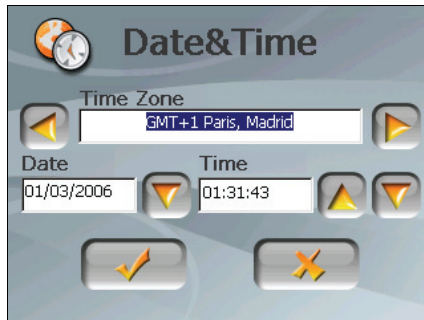 Date&Time
Time Zone
GMT+1 Paris, Madrid
Date Time
01/03/2006 01:31:43